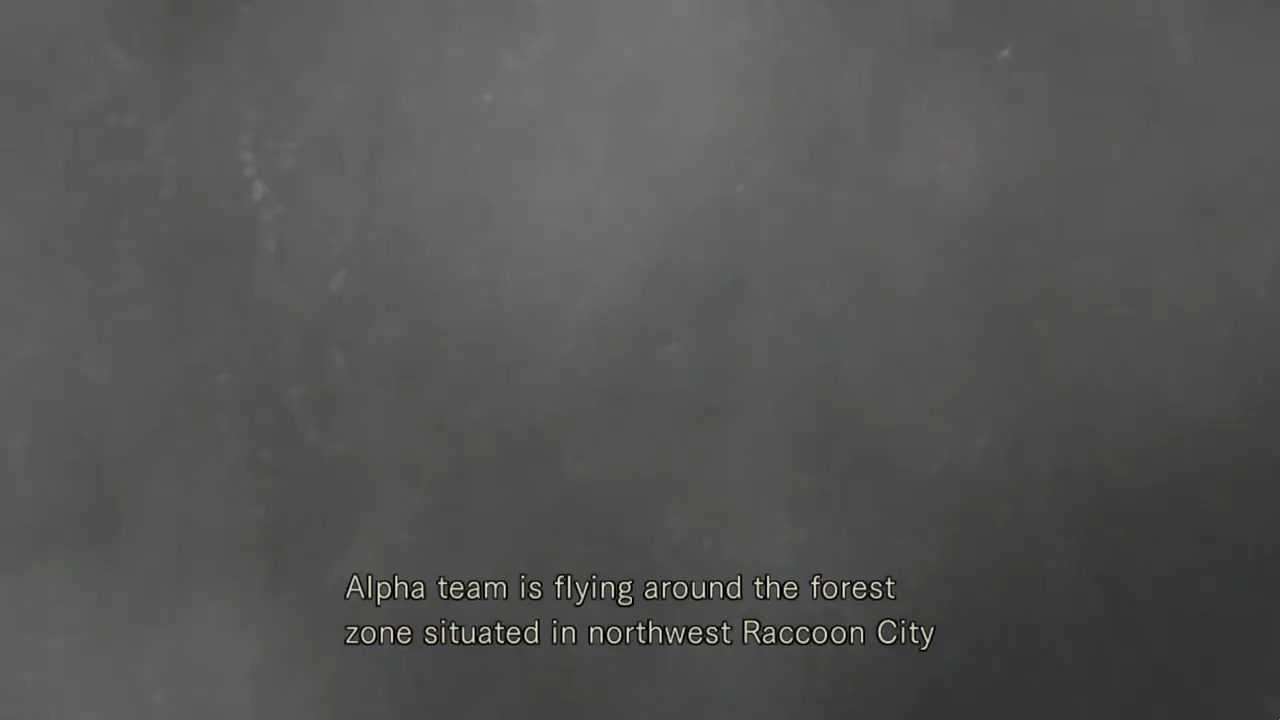 Alpha team is flying around the forest
zone situated in northwest Raccoon City